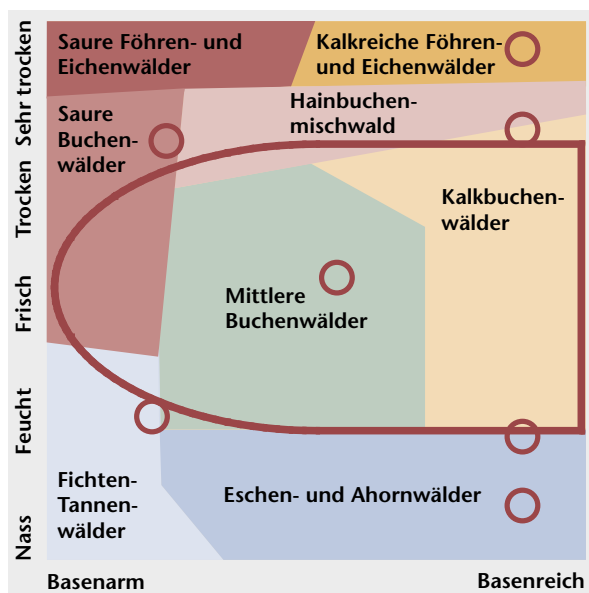 Saure Föhren- und
Eichenwälder
Kalkreiche Föhren-
und Eichenwälder
Hainbuchen-
mischwald
Saure
Buchen-
wälder
Kalkbuchen-
wälder
Mittlere
Buchenwälder
Fichten-
Tannen-
wälder
Eschen- und Ahornwälder
Sehr trocken
Trocken
Frisch
Feucht
Nass
Basenarm
Basenreich